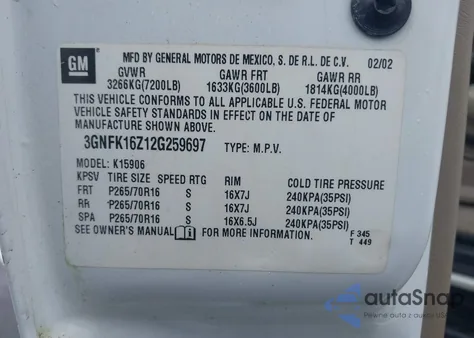 GM
MFD BY GENERAL MOTORS DE MEXICO, S. DE R.L. DE C.V. 02/02
GVWR GAWR FRT GAWR RR
3266KG(7200LB) 1633KG(3600LB) 1814KG(4000LB)
THIS VEHICLE CONFORMS TO ALL APPLICABLE U.S. FEDERAL MOTOR
VEHICLE SAFETY STANDARDS IN EFFECT ON THE DATE OF
MANUFACTURE SHOWN ABOVE.
3GNFK16Z12G259697 TYPE: M.P.V.
MODEL: K15906
KPSV TIRE SIZE SPEED RTG RIM COLD TIRE PRESSURE
FRT P265/70R16 S 16X7J 240KPA(35PSI)
RR P265/70R16 S 16X7J 240KPA(35PSI)
SPA P265/70R16 S 16X6.5J 240KPA(35PSI)
SEE OWNER'S MANUAL FOR MORE INFORMATION.
F 345
T 449
autaSnap